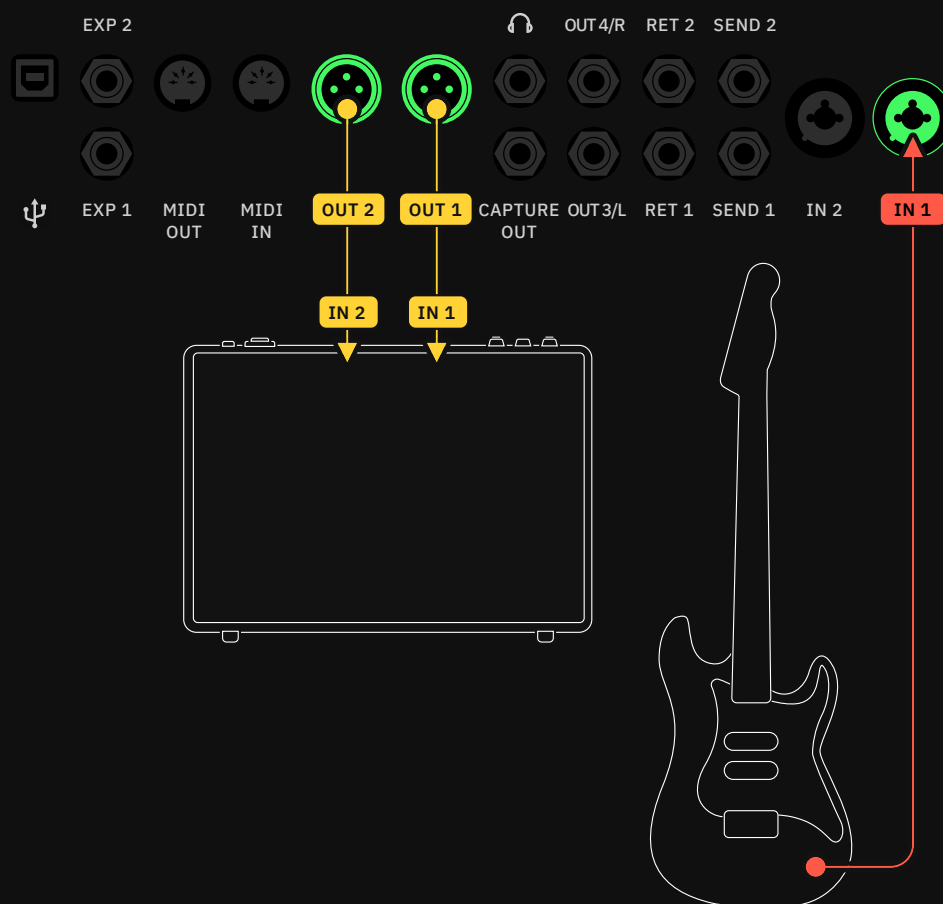 EXP 2
OUT4/R
RET 2
SEND 2
EXP 1
MIDI
OUT
MIDI
IN
OUT 2
OUT 1
CAPTURE
OUT
OUT3/L
RET 1
SEND 1
IN 2
IN 1
IN 2
IN 1